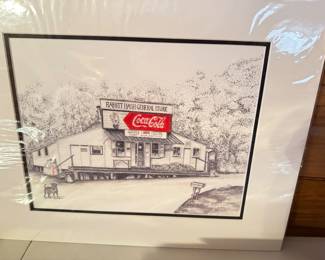 RABBIT HASH GENERAL STORE
Coca-Cola